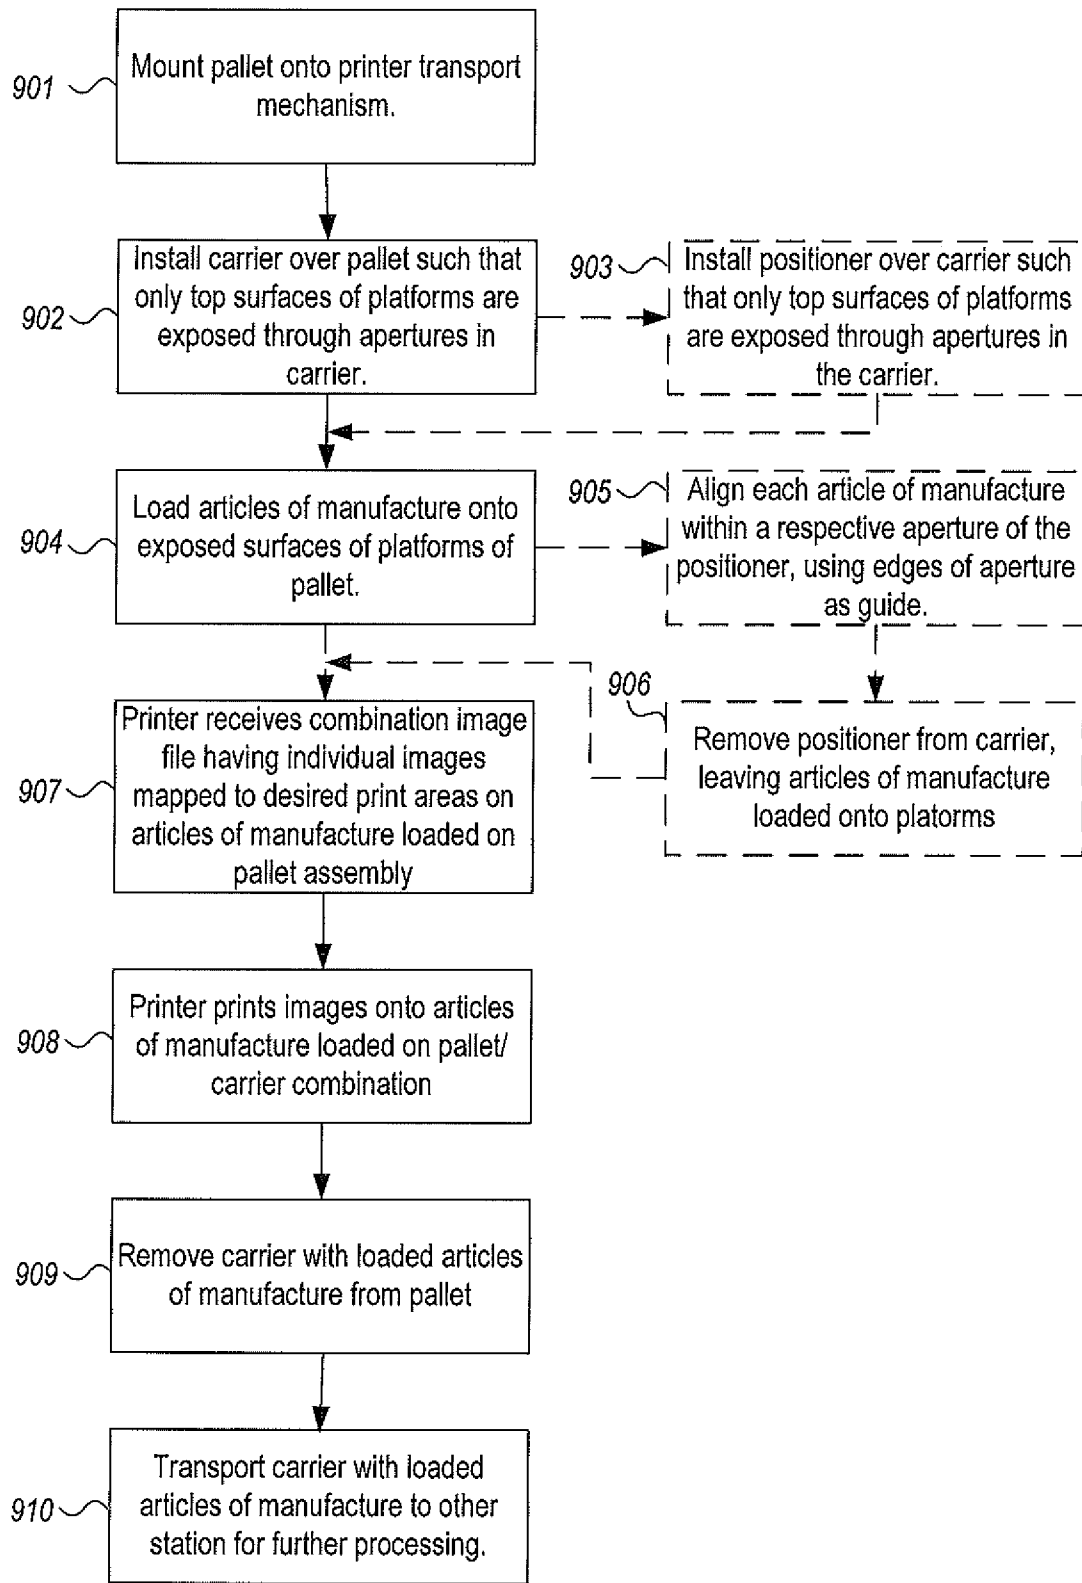 901
Mount pallet onto printer transport
mechanism.
902
Install carrier over pallet such that
only top surfaces of platforms are
exposed through apertures in
carrier.
903
Install positioner over carrier such
that only top surfaces of platforms
are exposed through apertures in
the carrier.
904
Load articles of manufacture onto
exposed surfaces of platforms of
pallet.
905
Align each article of manufacture
within a respective aperture of the
positioner, using edges of aperture
as guide.
906
Remove positioner from carrier,
leaving articles of manufacture
loaded onto platorms
907
Printer receives combination image
file having individual images
mapped to desired print areas on
articles of manufacture loaded on
pallet assembly
908
Printer prints images onto articles
of manufacture loaded on pallet/
carrier combination
909
Remove carrier with loaded articles
of manufacture from pallet
910
Transport carrier with loaded
articles of manufacture to other
station for further processing.